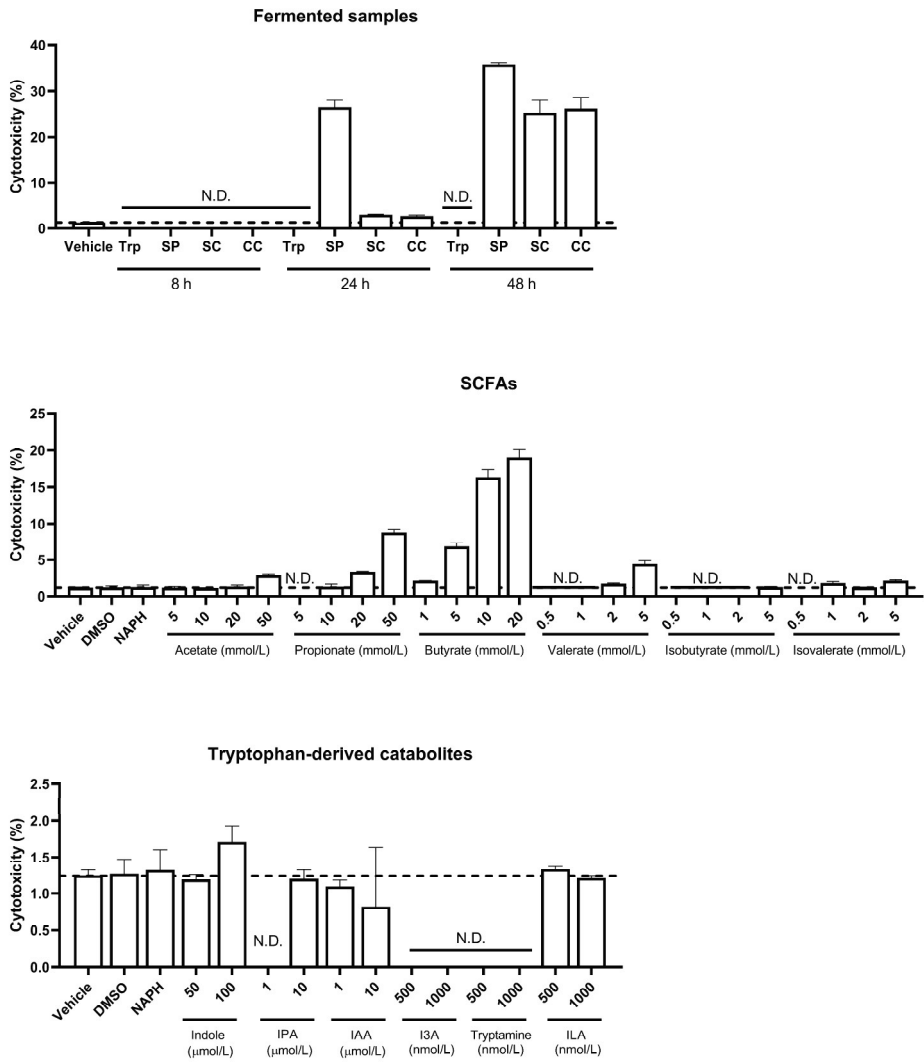 Fermented samples
Cytotoxicity (%)
40
30
20
10
0
N.D.
N.D.
Vehicle Trp SP SC CC Trp SP SC CC Trp SP SC CC
8 h 24 h 48 h
SCFAs
Cytotoxicity (%)
25
20
15
10
5
0
N.D. N.D. N.D. N.D.
Vehicle DMSO NAPH 5 10 20 50 5 10 20 50 1 5 10 20 0.5 1 2 5 0.5 1 2 5 0.5 1 2 5
Acetate (mmol/L) Propionate (mmol/L) Butyrate (mmol/L) Valerate (mmol/L) Isobutyrate (mmol/L) Isovalerate (mmol/L)
Tryptophan-derived catabolites
Cytotoxicity (%)
2.5
2.0
1.5
1.0
0.5
0.0
N.D. N.D.
Vehicle DMSO NAPH 50 100 1 10 1 10 500 1000 500 1000 500 1000
Indole IPA IAA I3A Tryptamine ILA
(μmol/L) (μmol/L) (μmol/L) (nmol/L) (nmol/L) (nmol/L)